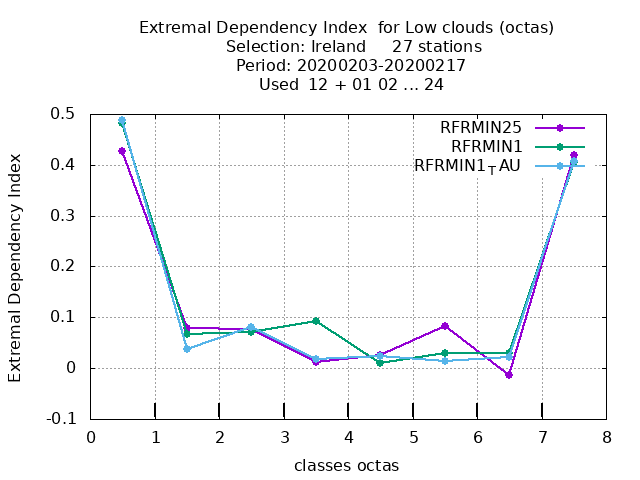 Extremal Dependency Index  for Low clouds (octas)
Selection: Ireland     27 stations
Period: 20200203-20200217
Used  12 + 01 02 ... 24
Extremal Dependency Index
0.5
0.4
0.3
0.2
0.1
0
-0.1
RFRMIN25
RFRMIN1
RFRMIN1TAU
0 1 2 3 4 5 6 7 8
classes octas